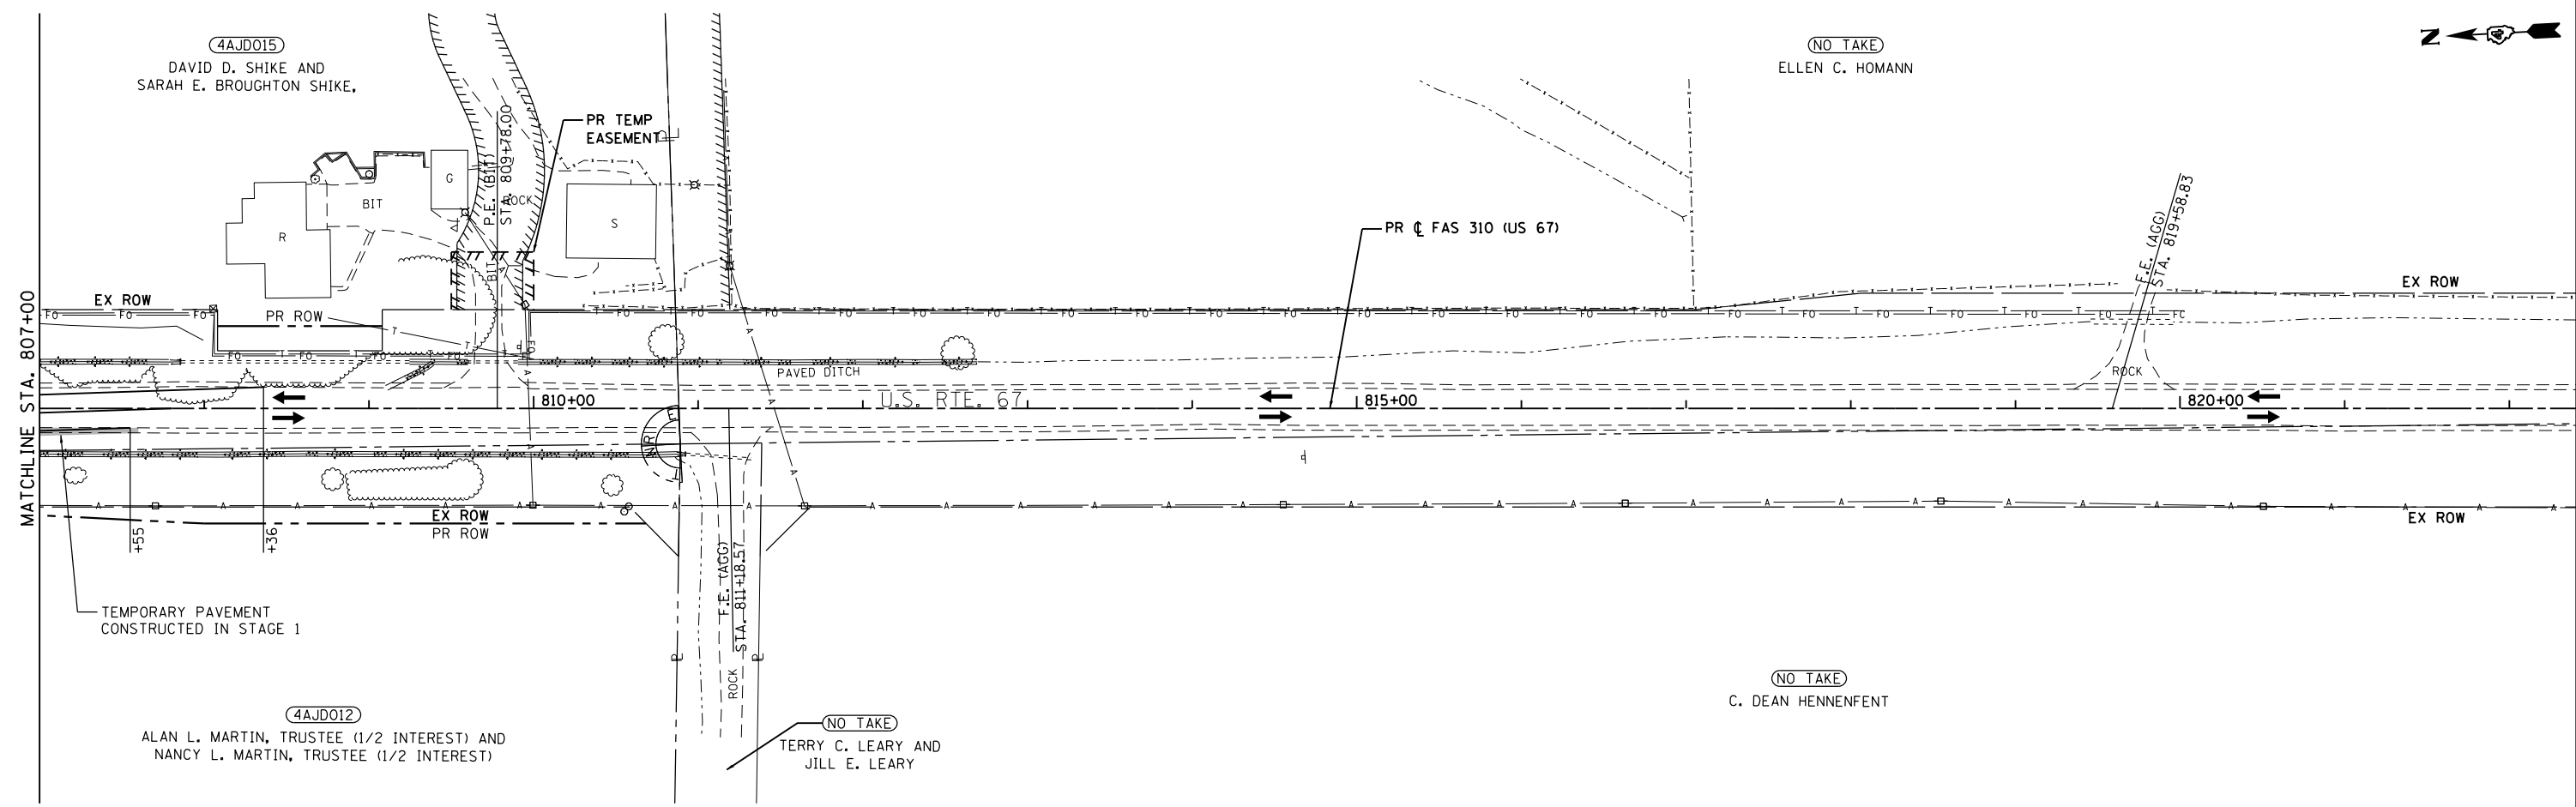 4AJD015
DAVID D. SHIKE AND
SARAH E. BROUGHTON SHIKE,
NO TAKE
ELLEN C. HOMANN
N
PR TEMP
EASEMENT
P.E. (BIT)
STA. 809+78.00
ROCK
BIT
G
R
S
BIT
PR ℄ FAS 310 (US 67)
F.E. (AGG)
STA. 819+58.83
ROCK
MATCHLINE STA. 807+00
EX ROW
PR ROW
EX ROW
PAVED DITCH
U.S. RTE. 67
810+00
815+00
820+00
+55
+36
EX ROW
PR ROW
EX ROW
F.E. (AGG)
STA. 811+18.57
ROCK
TEMPORARY PAVEMENT
CONSTRUCTED IN STAGE 1
4AJD012
ALAN L. MARTIN, TRUSTEE (1/2 INTEREST) AND
NANCY L. MARTIN, TRUSTEE (1/2 INTEREST)
NO TAKE
TERRY C. LEARY AND
JILL E. LEARY
NO TAKE
C. DEAN HENNENFENT